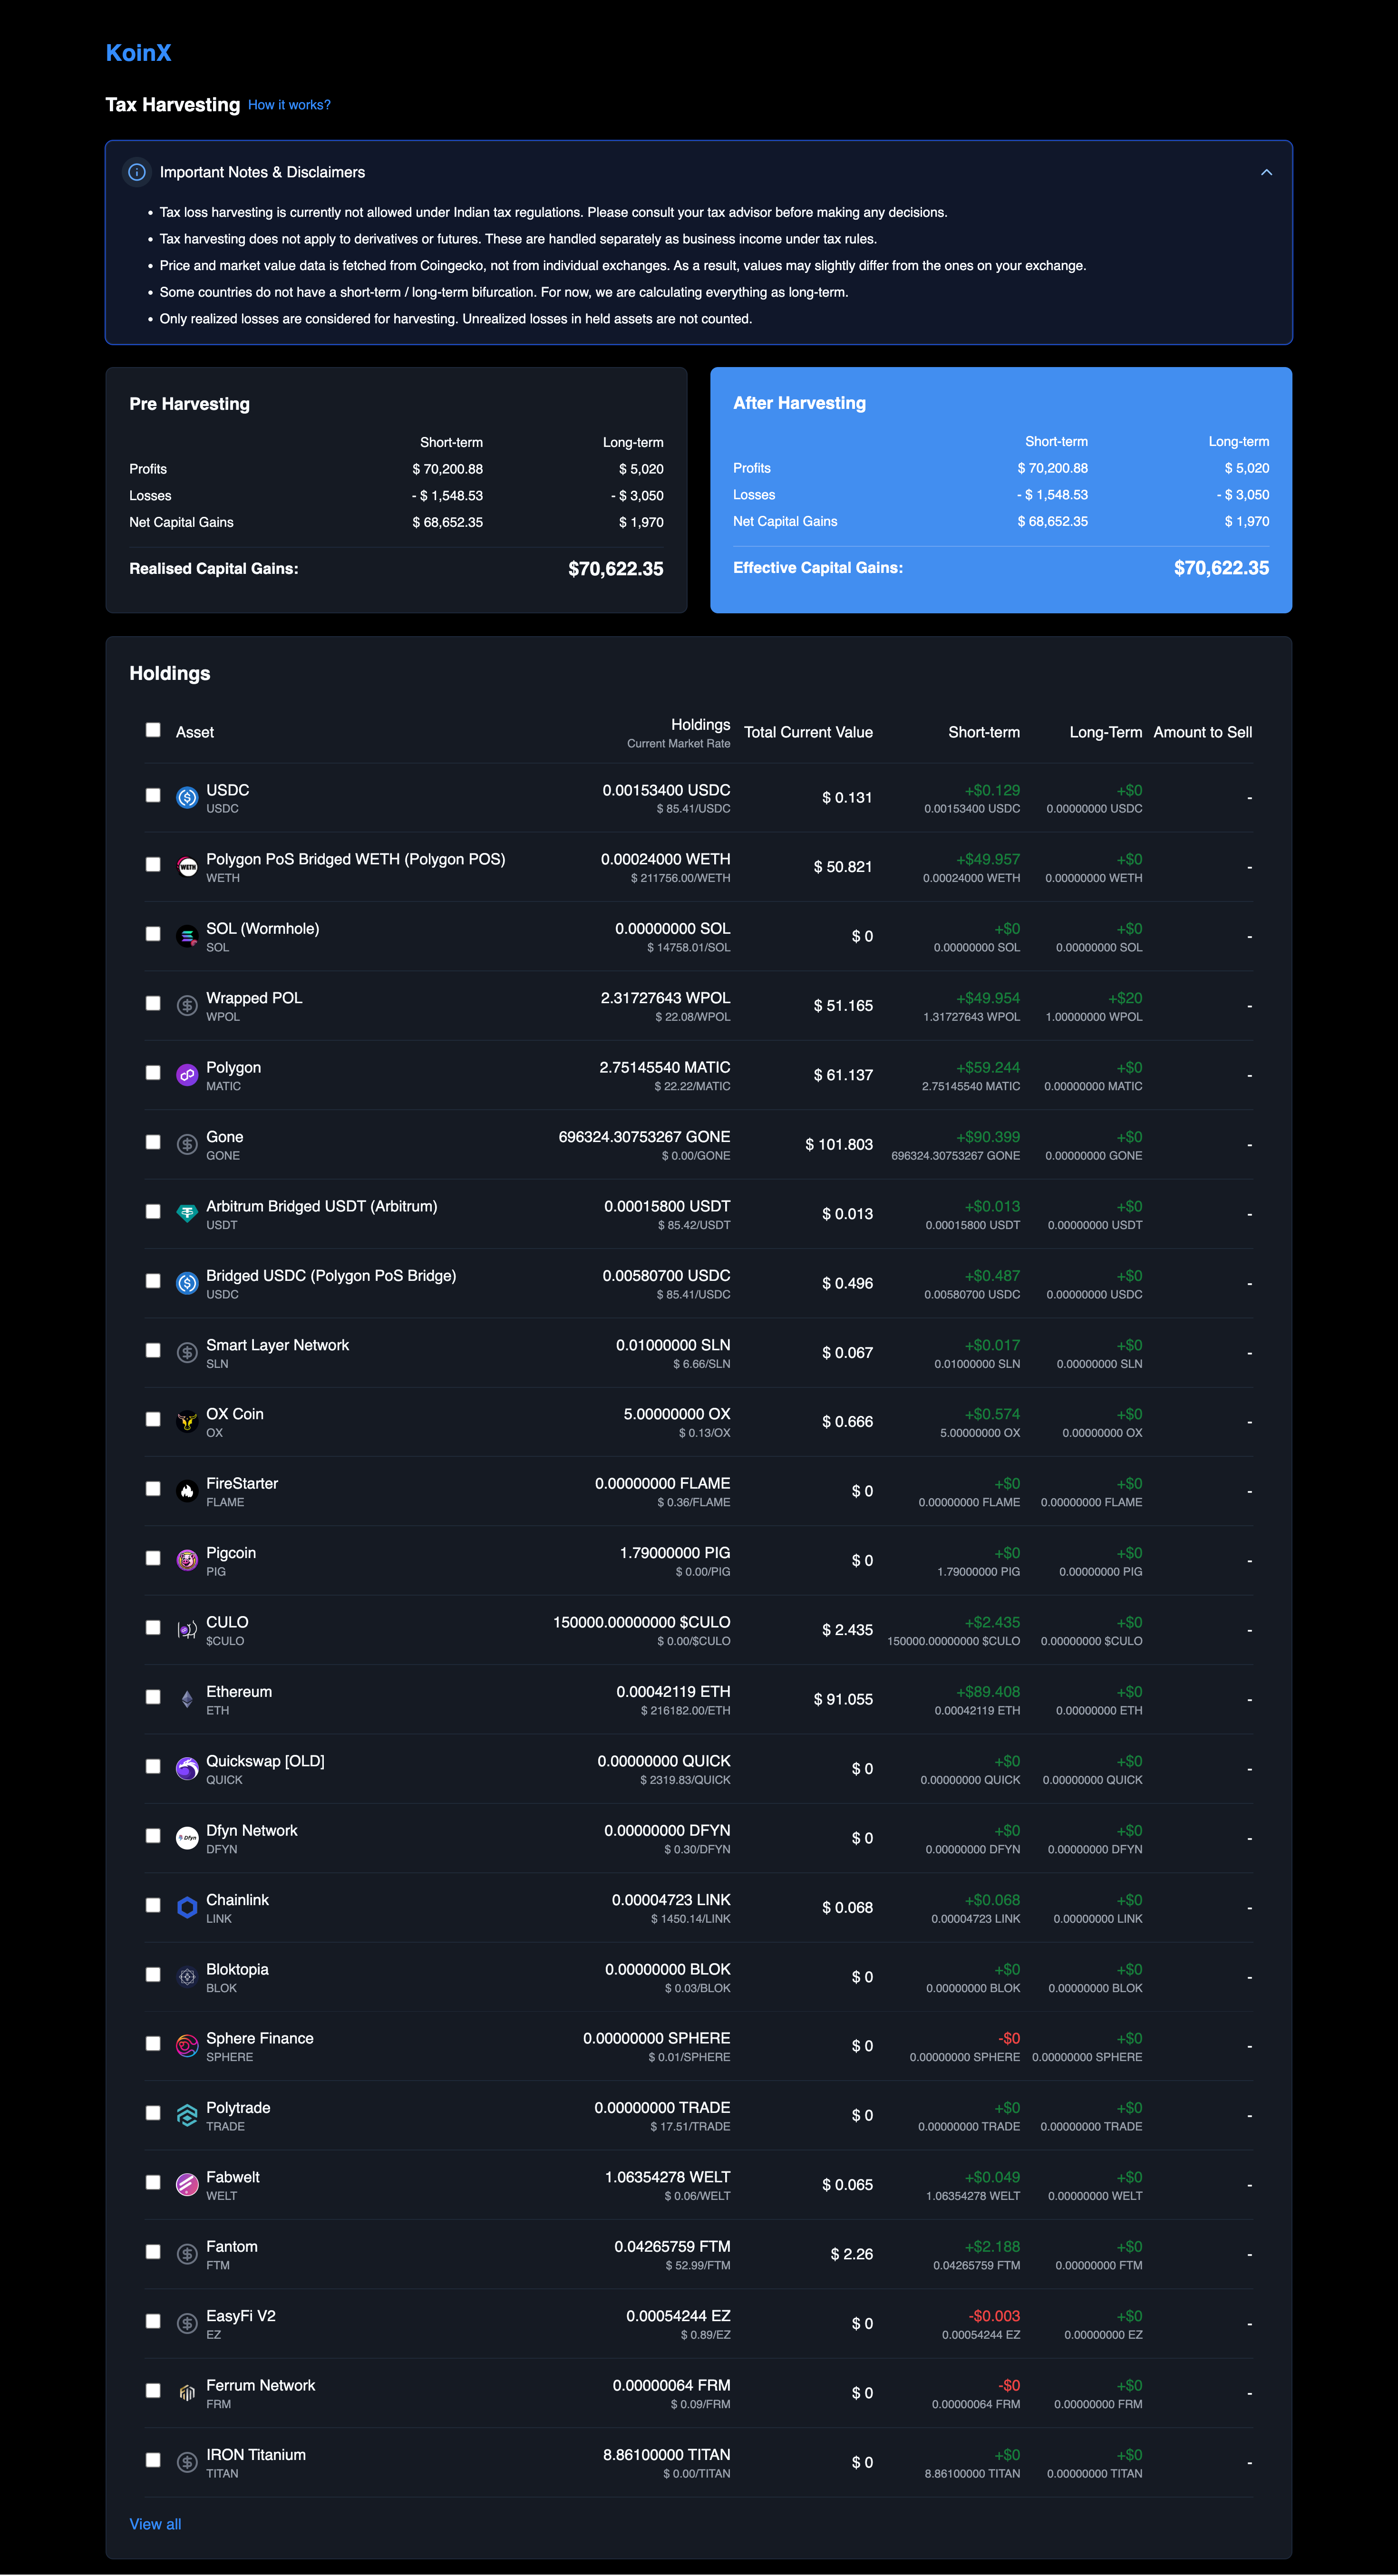 KoinX
Tax Harvesting How it works?
Important Notes & Disclaimers
• Tax loss harvesting is currently not allowed under Indian tax regulations. Please consult your tax advisor before making any decisions.
• Tax harvesting does not apply to derivatives or futures. These are handled separately as business income under tax rules.
• Price and market value data is fetched from Coingecko, not from individual exchanges. As a result, values may slightly differ from the ones on your exchange.
• Some countries do not have a short-term / long-term bifurcation. For now, we are calculating everything as long-term.
• Only realized losses are considered for harvesting. Unrealized losses in held assets are not counted.
Pre Harvesting
Short-term Long-term
Profits $ 70,200.88 $ 5,020
Losses - $ 1,548.53 - $ 3,050
Net Capital Gains $ 68,652.35 $ 1,970
Realised Capital Gains: $70,622.35
After Harvesting
Short-term Long-term
Profits $ 70,200.88 $ 5,020
Losses - $ 1,548.53 - $ 3,050
Net Capital Gains $ 68,652.35 $ 1,970
Effective Capital Gains: $70,622.35
Holdings
Asset Holdings Total Current Value Short-term Long-Term Amount to Sell
Current Market Rate
USDC 0.00153400 USDC $ 0.131 +$0.129 +$0 -
USDC $ 85.41/USDC 0.00153400 USDC 0.00000000 USDC
Polygon PoS Bridged WETH (Polygon POS) 0.00024000 WETH $ 50.821 +$49.957 +$0 -
WETH WETH $ 211756.00/WETH 0.00024000 WETH 0.00000000 WETH
SOL (Wormhole) 0.00000000 SOL $ 0 +$0 +$0 -
SOL $ 14758.01/SOL 0.00000000 SOL 0.00000000 SOL
Wrapped POL 2.31727643 WPOL $ 51.165 +$49.954 +$20 -
WPOL $ 22.08/WPOL 1.31727643 WPOL 1.00000000 WPOL
Polygon 2.75145540 MATIC $ 61.137 +$59.244 +$0 -
MATIC $ 22.22/MATIC 2.75145540 MATIC 0.00000000 MATIC
Gone 696324.30753267 GONE $ 101.803 +$90.399 +$0 -
GONE $ 0.00/GONE 696324.30753267 GONE 0.00000000 GONE
Arbitrum Bridged USDT (Arbitrum) 0.00015800 USDT $ 0.013 +$0.013 +$0 -
USDT $ 85.42/USDT 0.00015800 USDT 0.00000000 USDT
Bridged USDC (Polygon PoS Bridge) 0.00580700 USDC $ 0.496 +$0.487 +$0 -
USDC $ 85.41/USDC 0.00580700 USDC 0.00000000 USDC
Smart Layer Network 0.01000000 SLN $ 0.067 +$0.017 +$0 -
SLN $ 6.66/SLN 0.01000000 SLN 0.00000000 SLN
OX Coin 5.00000000 OX $ 0.666 +$0.574 +$0 -
OX $ 0.13/OX 5.00000000 OX 0.00000000 OX
FireStarter 0.00000000 FLAME $ 0 +$0 +$0 -
FLAME $ 0.36/FLAME 0.00000000 FLAME 0.00000000 FLAME
Pigcoin 1.79000000 PIG $ 0 +$0 +$0 -
PIG $ 0.00/PIG 1.79000000 PIG 0.00000000 PIG
CULO 150000.00000000 $CULO $ 2.435 +$2.435 +$0 -
$CULO $ 0.00/$CULO 150000.00000000 $CULO 0.00000000 $CULO
Ethereum 0.00042119 ETH $ 91.055 +$89.408 +$0 -
ETH $ 216182.00/ETH 0.00042119 ETH 0.00000000 ETH
Quickswap [OLD] 0.00000000 QUICK $ 0 +$0 +$0 -
QUICK $ 2319.83/QUICK 0.00000000 QUICK 0.00000000 QUICK
Dfyn Network 0.00000000 DFYN $ 0 +$0 +$0 -
Dfyn DFYN $ 0.30/DFYN 0.00000000 DFYN 0.00000000 DFYN
Chainlink 0.00004723 LINK $ 0.068 +$0.068 +$0 -
LINK $ 1450.14/LINK 0.00004723 LINK 0.00000000 LINK
Bloktopia 0.00000000 BLOK $ 0 +$0 +$0 -
BLOK $ 0.03/BLOK 0.00000000 BLOK 0.00000000 BLOK
Sphere Finance 0.00000000 SPHERE $ 0 -$0 +$0 -
SPHERE $ 0.01/SPHERE 0.00000000 SPHERE 0.00000000 SPHERE
Polytrade 0.00000000 TRADE $ 0 +$0 +$0 -
TRADE $ 17.51/TRADE 0.00000000 TRADE 0.00000000 TRADE
Fabwelt 1.06354278 WELT $ 0.065 +$0.049 +$0 -
WELT $ 0.06/WELT 1.06354278 WELT 0.00000000 WELT
Fantom 0.04265759 FTM $ 2.26 +$2.188 +$0 -
FTM $ 52.99/FTM 0.04265759 FTM 0.00000000 FTM
EasyFi V2 0.00054244 EZ $ 0 -$0.003 +$0 -
EZ $ 0.89/EZ 0.00054244 EZ 0.00000000 EZ
Ferrum Network 0.00000064 FRM $ 0 -$0 +$0 -
FRM $ 0.09/FRM 0.00000064 FRM 0.00000000 FRM
IRON Titanium 8.86100000 TITAN $ 0 +$0 +$0 -
TITAN $ 0.00/TITAN 8.86100000 TITAN 0.00000000 TITAN
View all